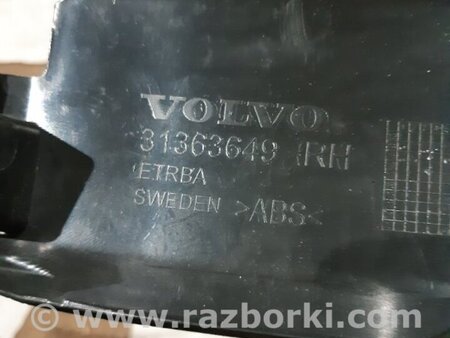 VOLVO
31363649 RH
ETRBA
SWEDEN >ABS<
www.razborki.com